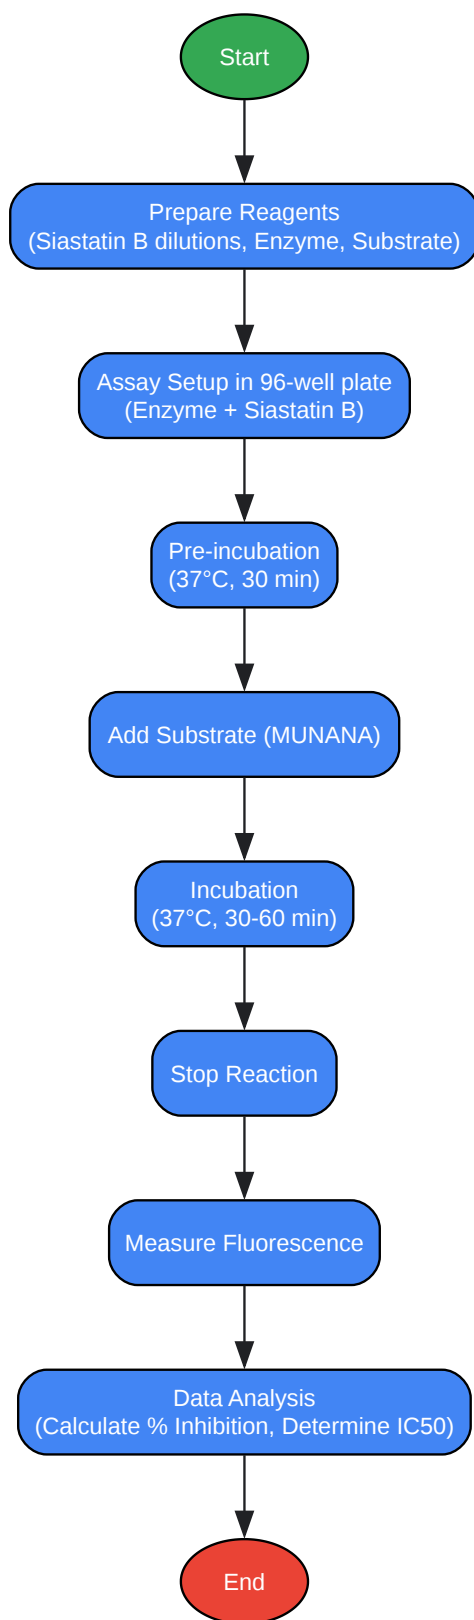 Start
Prepare Reagents
(Siastatin B dilutions, Enzyme, Substrate)
Assay Setup in 96-well plate
(Enzyme + Siastatin B)
Pre-incubation
(37°C, 30 min)
Add Substrate (MUNANA)
Incubation
(37°C, 30-60 min)
Stop Reaction
Measure Fluorescence
Data Analysis
(Calculate % Inhibition, Determine IC50)
End